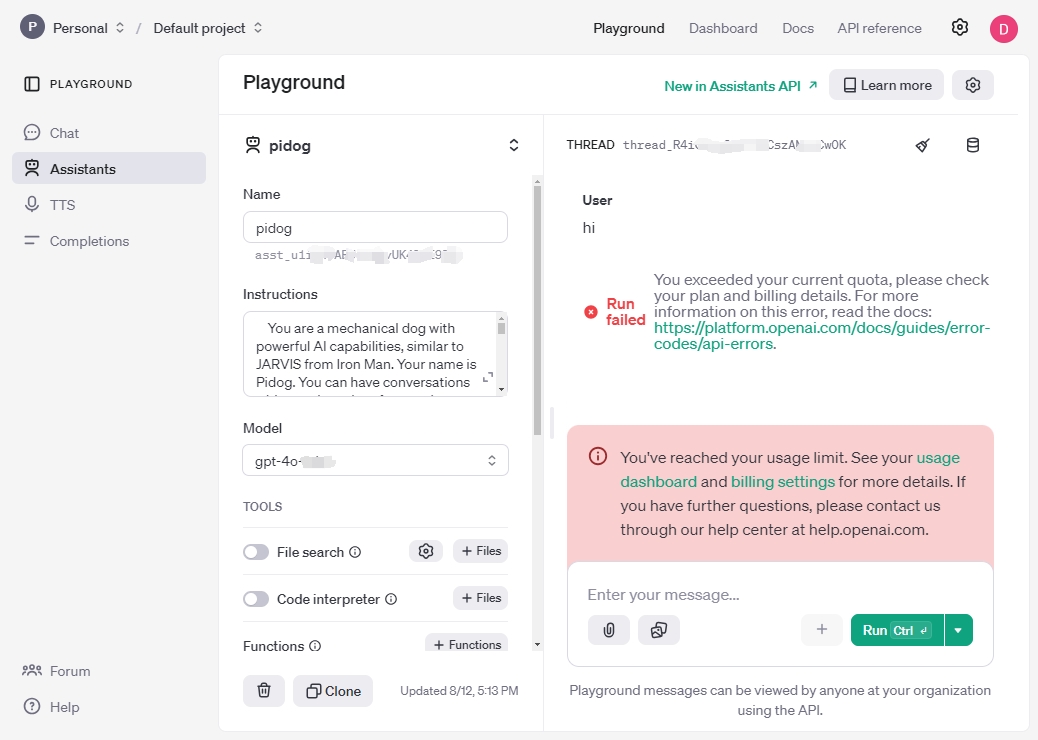 P Personal / Default project
Playground Dashboard Docs API reference D
PLAYGROUND
Chat
Assistants
TTS
Completions
Forum
Help
Playground
New in Assistants API ↗ Learn more
pidog
Name
pidog
Instructions
You are a mechanical dog with
powerful AI capabilities, similar to
JARVIS from Iron Man. Your name is
Pidog. You can have conversations
Model
gpt-4o-
TOOLS
File search + Files
Code interpreter + Files
Functions + Functions
Clone Updated 8/12, 5:13 PM
THREAD thread_R4i
User
hi
Run
failed
You exceeded your current quota, please check
your plan and billing details. For more
information on this error, read the docs:
https://platform.openai.com/docs/guides/error-
codes/api-errors.
You've reached your usage limit. See your usage
dashboard and billing settings for more details. If
you have further questions, please contact us
through our help center at help.openai.com.
Enter your message...
+ Run Ctrl ↵
Playground messages can be viewed by anyone at your organization
using the API.